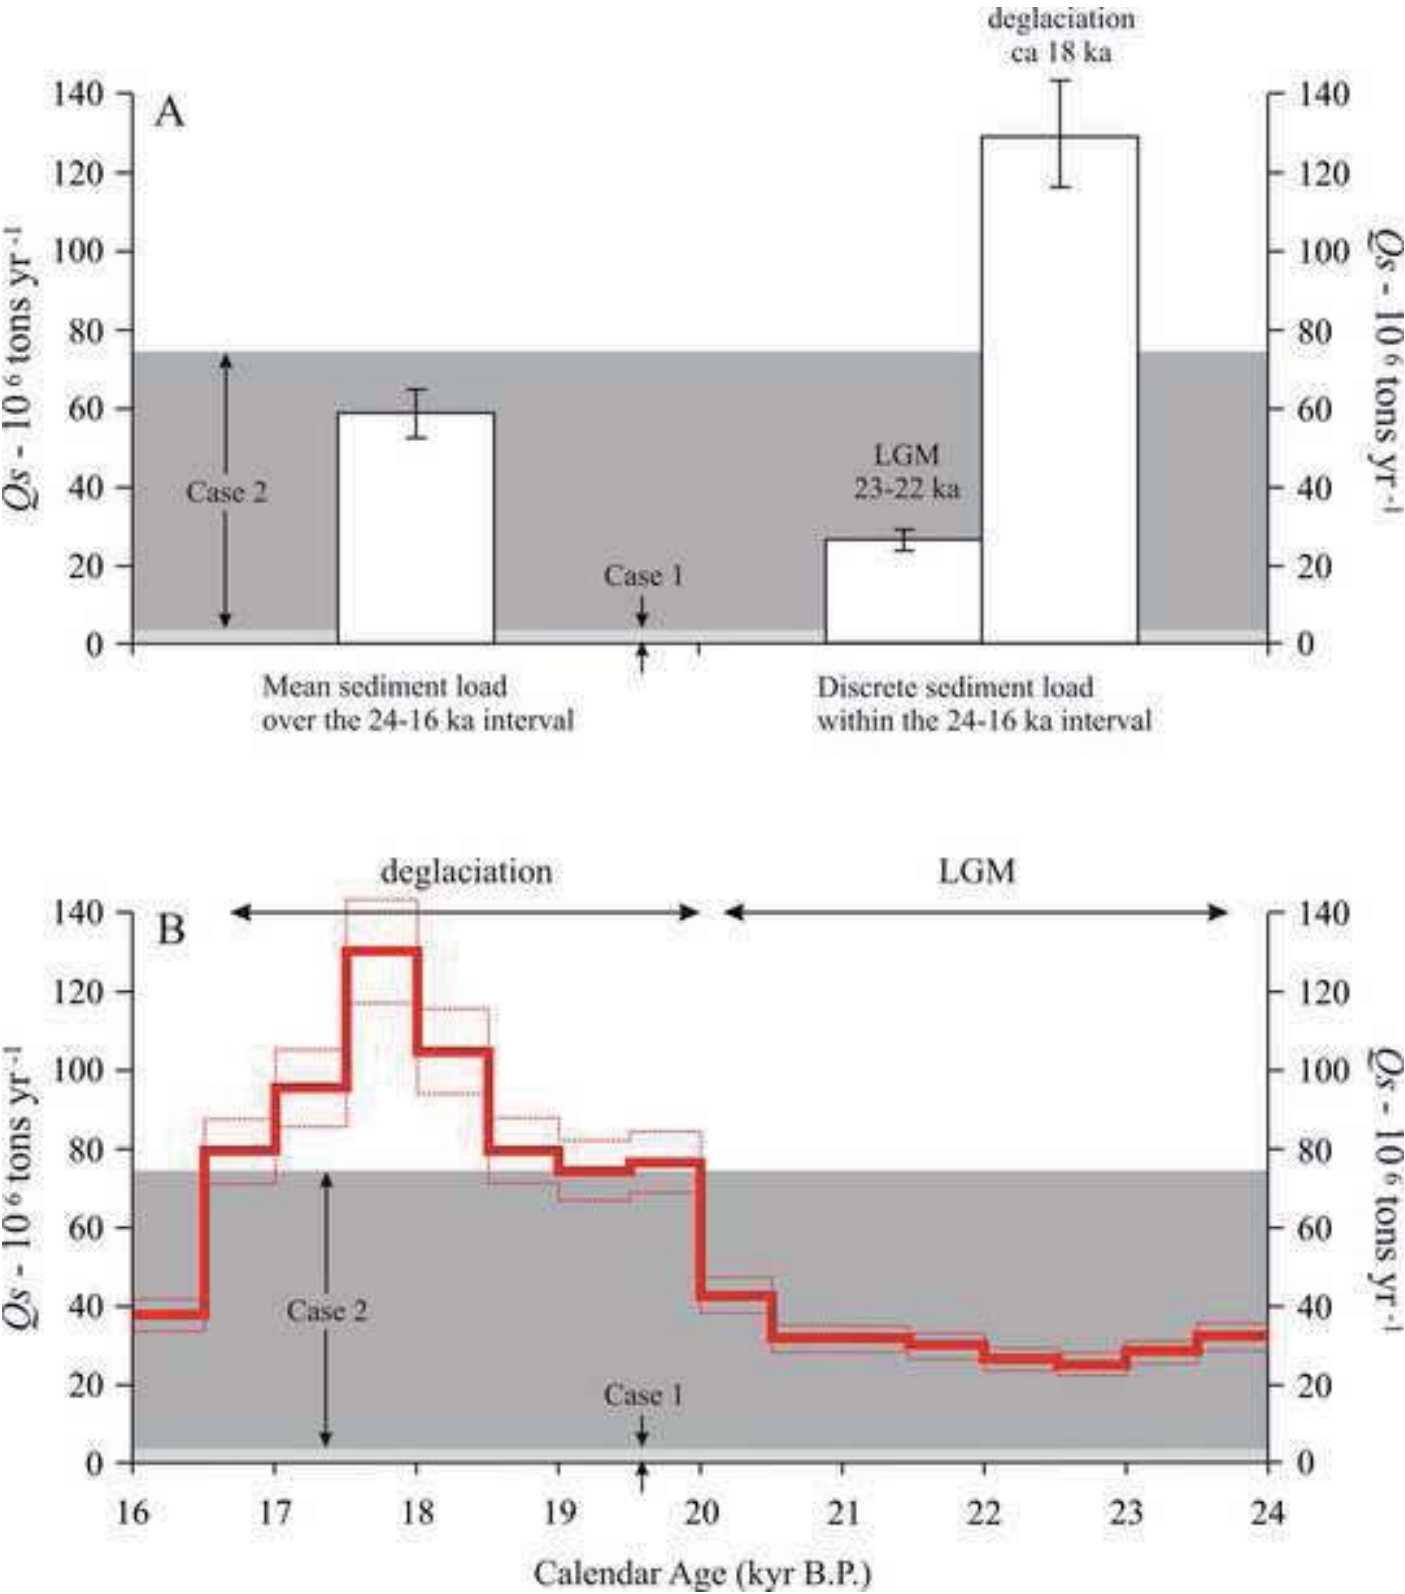 deglaciation
ca 18 ka
A
140
120
100
80
60
40
20
0
Qs - 10⁶ tons yr⁻¹
140
120
100
80
60
40
20
0
Qs - 10⁶ tons yr⁻¹
Case 2
LGM
23-22 ka
Case 1
Mean sediment load
over the 24-16 ka interval
Discrete sediment load
within the 24-16 ka interval
deglaciation
LGM
B
140
120
100
80
60
40
20
0
Qs - 10⁶ tons yr⁻¹
140
120
100
80
60
40
20
0
Qs - 10⁶ tons yr⁻¹
Case 2
Case 1
16 17 18 19 20 21 22 23 24
Calendar Age (kyr B.P.)